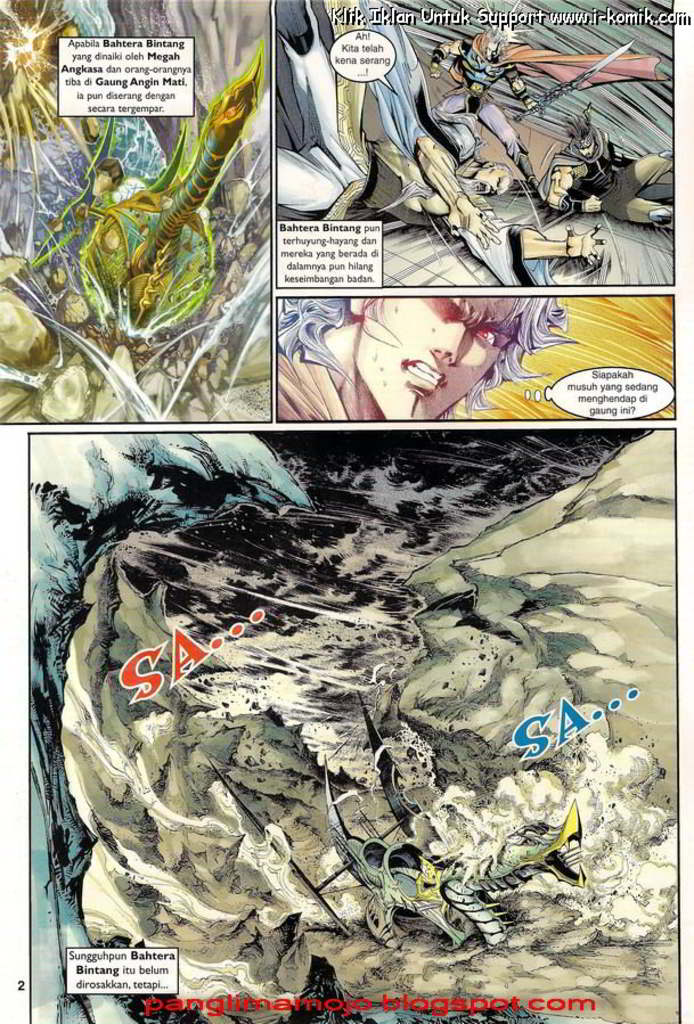 Klik Iklan Untuk Support www.i-komik.com
Apabila Bahtera Bintang
yang dinaiki oleh Megah
Angkasa dan orang-orangnya
tiba di Gaung Angin Mati,
ia pun diserang dengan
secara tergempar.
Ah!
Kita telah
kena serang
...!
Bahtera Bintang pun
terhuyung-hayang dan
mereka yang berada di
dalamnya pun hilang
keseimbangan badan.
Siapakah
musuh yang sedang
menghendap di
gaung ini?
SA...
SA...
Sungguhpun Bahtera
Bintang itu belum
dirosakkan, tetapi...
2
panglimamojo.blogspot.com